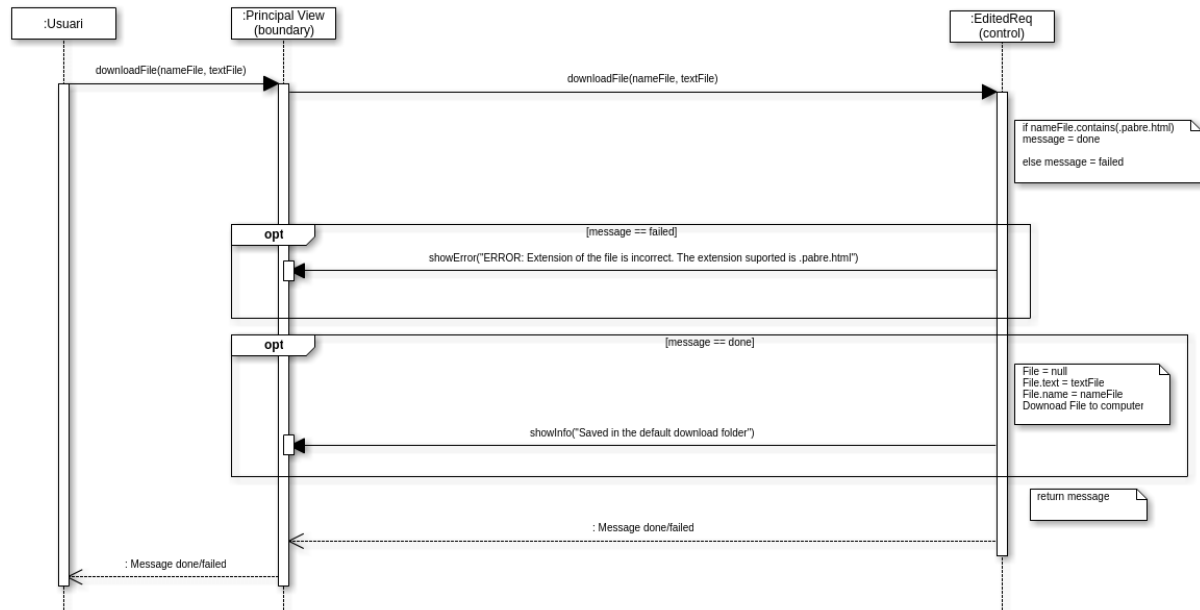 :Usuari
:Principal View
(boundary)
:EditedReq
(control)
downloadFile(nameFile, textFile)
downloadFile(nameFile, textFile)
if nameFile.contains(.pabre.html)
message = done
else message = failed
opt
[message == failed]
showError("ERROR: Extension of the file is incorrect. The extension suported is .pabre.html")
opt
[message == done]
File = null
File.text = textFile
File.name = nameFile
Downoad File to computer
showInfo("Saved in the default download folder")
return message
: Message done/failed
: Message done/failed